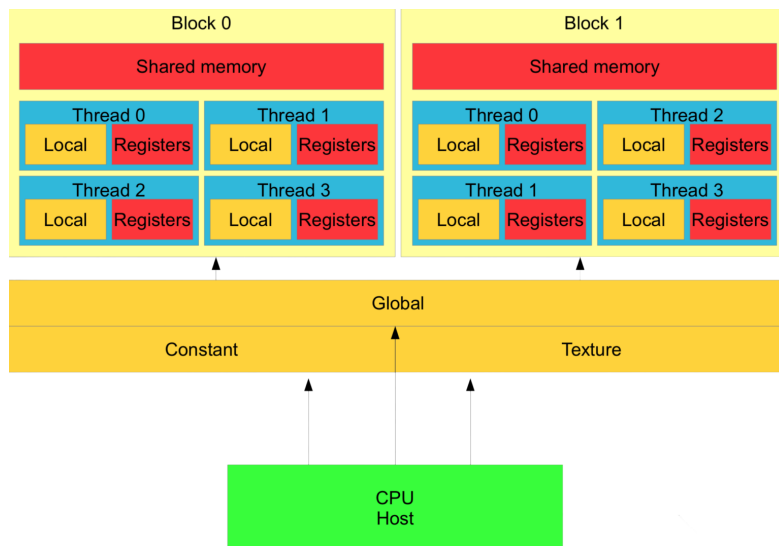 Block 0
Shared memory
Thread 0
Local
Registers
Thread 1
Local
Registers
Thread 2
Local
Registers
Thread 3
Local
Registers
Block 1
Shared memory
Thread 0
Local
Registers
Thread 2
Local
Registers
Thread 1
Local
Registers
Thread 3
Local
Registers
Global
Constant
Texture
CPU
Host